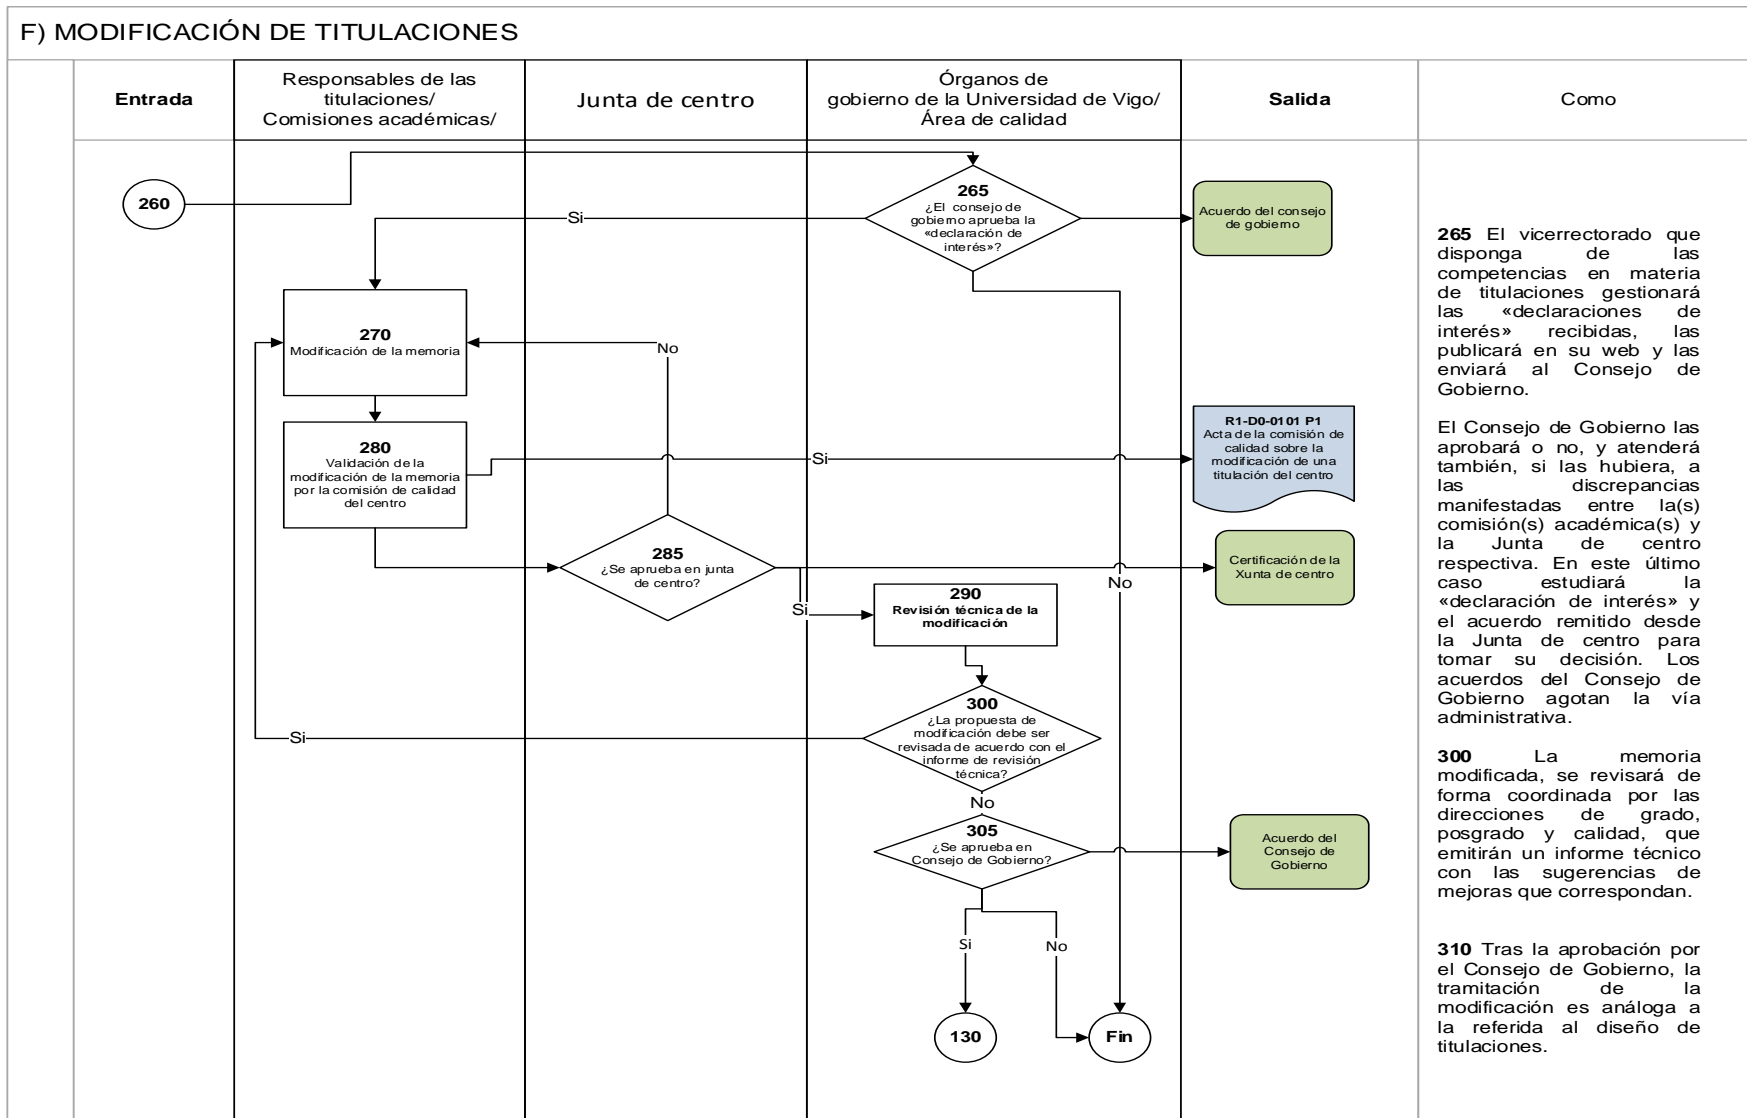 F) MODIFICACIÓN DE TITULACIONES
Entrada
Responsables de las
titulaciones/
Comisiones académicas/
Junta de centro
Órganos de
gobierno de la Universidad de Vigo/
Área de calidad
Salida
Como
260
265
¿El consejo de
gobierno aprueba la
«declaración de
interés»?
Si
Acuerdo del consejo
de gobierno
270
Modificación de la memoria
No
280
Validación de la
modificación de la memoria
por la comisión de calidad
del centro
Si
R1-D0-0101 P1
Acta de la comisión de
calidad sobre la
modificación de una
titulación del centro
285
¿Se aprueba en junta
de centro?
Certificación de la
Xunta de centro
No
Si
290
Revisión técnica de la
modificación
300
¿La propuesta de
modificación debe ser
revisada de acuerdo con el
informe de revisión
técnica?
Si
No
305
¿Se aprueba en
Consejo de Gobierno?
Acuerdo del
Consejo de
Gobierno
Si
No
130
Fin
265 El vicerrectorado que
disponga de las
competencias en materia
de titulaciones gestionará
las «declaraciones de
interés» recibidas, las
publicará en su web y las
enviará al Consejo de
Gobierno.
El Consejo de Gobierno las
aprobará o no, y atenderá
también, si las hubiera, a
las discrepancias
manifestadas entre la(s)
comisión(s) académica(s) y
la Junta de centro
respectiva. En este último
caso estudiará la
«declaración de interés» y
el acuerdo remitido desde
la Junta de centro para
tomar su decisión. Los
acuerdos del Consejo de
Gobierno agotan la vía
administrativa.
300 La memoria
modificada, se revisará de
forma coordinada por las
direcciones de grado,
posgrado y calidad, que
emitirán un informe técnico
con las sugerencias de
mejoras que correspondan.
310 Tras la aprobación por
el Consejo de Gobierno, la
tramitación de la
modificación es análoga a
la referida al diseño de
titulaciones.